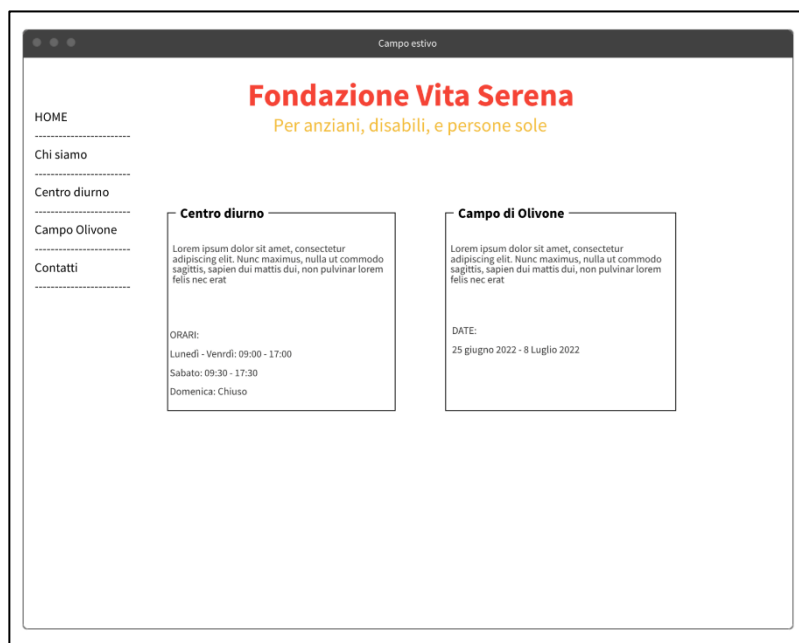 Campo estivo
Fondazione Vita Serena
Per anziani, disabili, e persone sole
HOME
------------------------
Chi siamo
------------------------
Centro diurno
------------------------
Campo Olivone
------------------------
Contatti
------------------------
Centro diurno
Lorem ipsum dolor sit amet, consectetur
adipiscing elit. Nunc maximus, nulla ut commodo
sagittis, sapien dui mattis dui, non pulvinar lorem
felis nec erat
ORARI:
Lunedì - Venrdì: 09:00 - 17:00
Sabato: 09:30 - 17:30
Domenica: Chiuso
Campo di Olivone
Lorem ipsum dolor sit amet, consectetur
adipiscing elit. Nunc maximus, nulla ut commodo
sagittis, sapien dui mattis dui, non pulvinar lorem
felis nec erat
DATE:
25 giugno 2022 - 8 Luglio 2022